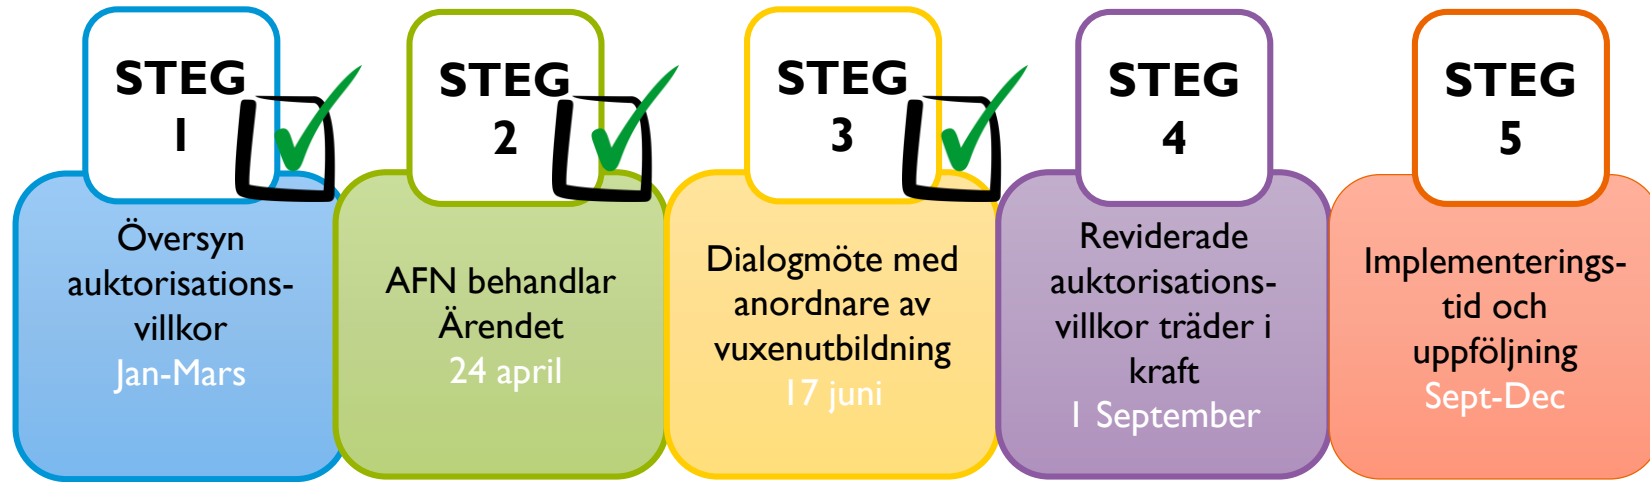 STEG
1
Översyn
auktorisations-
villkor
Jan-Mars
STEG
2
AFN behandlar
Ärendet
24 april
STEG
3
Dialogmöte med
anordnare av
vuxenutbildning
17 juni
STEG
4
Reviderade
auktorisations-
villkor träder i
kraft
1 September
STEG
5
Implementerings-
tid och
uppföljning
Sept-Dec